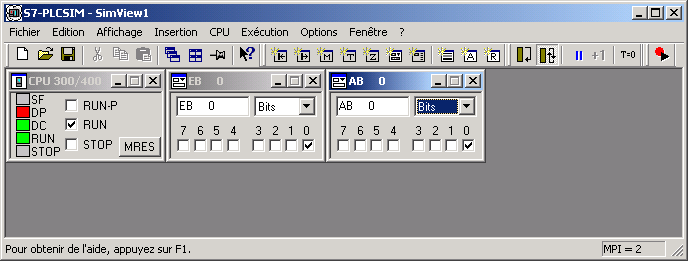 S7-PLCSIM - SimView1
Fichier Edition Affichage Insertion CPU Exécution Options Fenêtre ?
+1 T=0
CPU 300/400
SF
DP
DC
RUN
STOP
RUN-P
RUN
STOP
MRES
EB 0
EB 0 Bits
7 6 5 4 3 2 1 0
AB 0
AB 0 Bits
7 6 5 4 3 2 1 0
Pour obtenir de l'aide, appuyez sur F1. MPI = 2